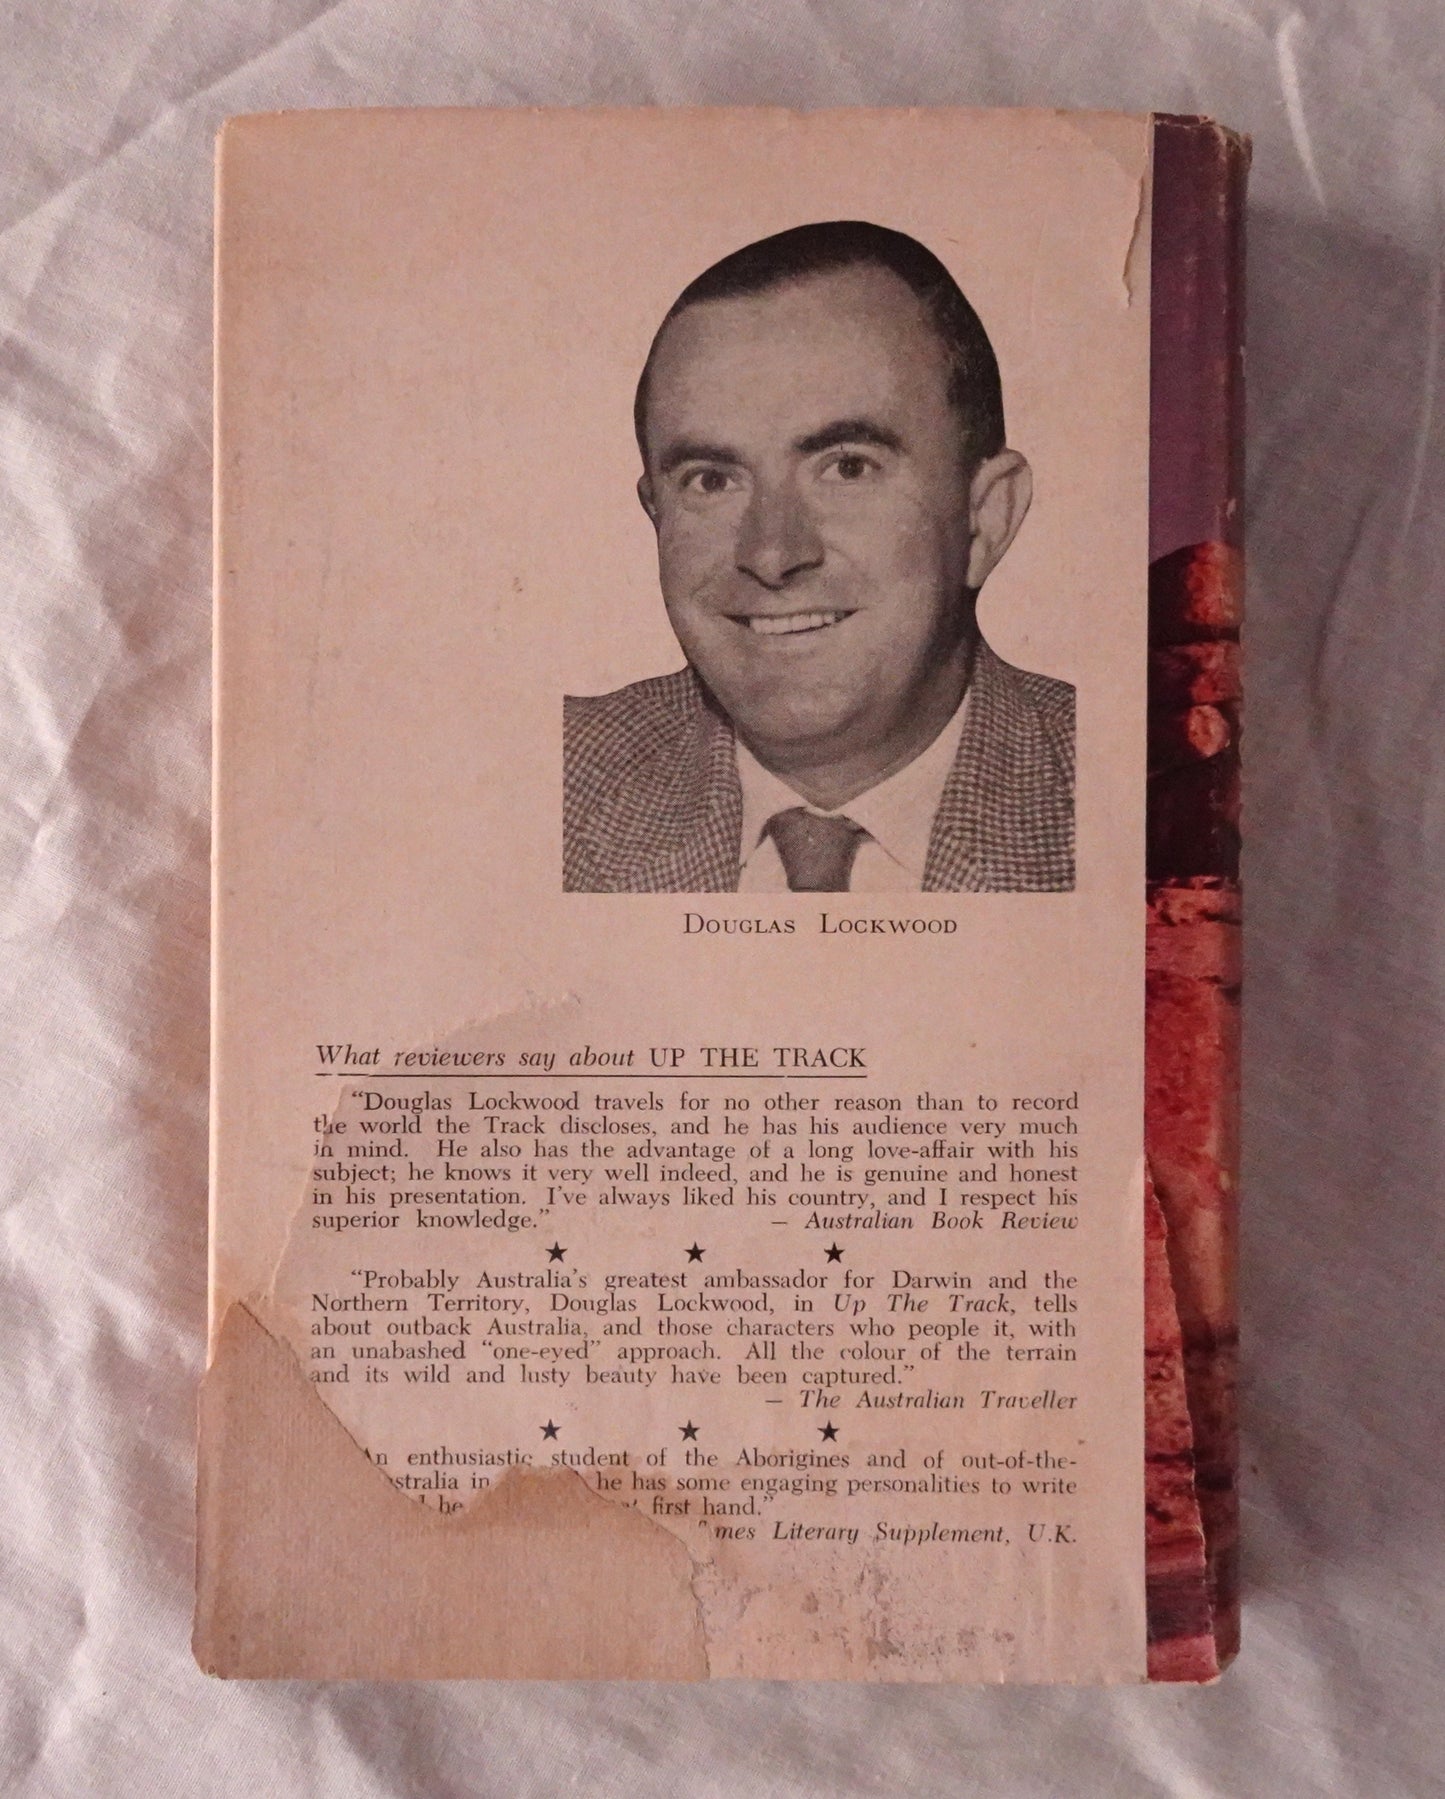 DOUGLAS LOCKWOOD
What reviewers say about UP THE TRACK
"Douglas Lockwood travels for no other reason than to record
the world the Track discloses, and he has his audience very much
in mind. He also has the advantage of a long love-affair with his
subject; he knows it very well indeed, and he is genuine and honest
in his presentation. I've always liked his country, and I respect his
superior knowledge." — Australian Book Review
★ ★ ★
"Probably Australia's greatest ambassador for Darwin and the
Northern Territory, Douglas Lockwood, in Up The Track, tells
about outback Australia, and those characters who people it, with
an unabashed "one-eyed" approach. All the colour of the terrain
and its wild and lusty beauty have been captured."
— The Australian Traveller
★ ★ ★
An enthusiastic student of the Aborigines and of out-of-the-
stralia in he has some engaging personalities to write
he first hand."
mes Literary Supplement, U.K.